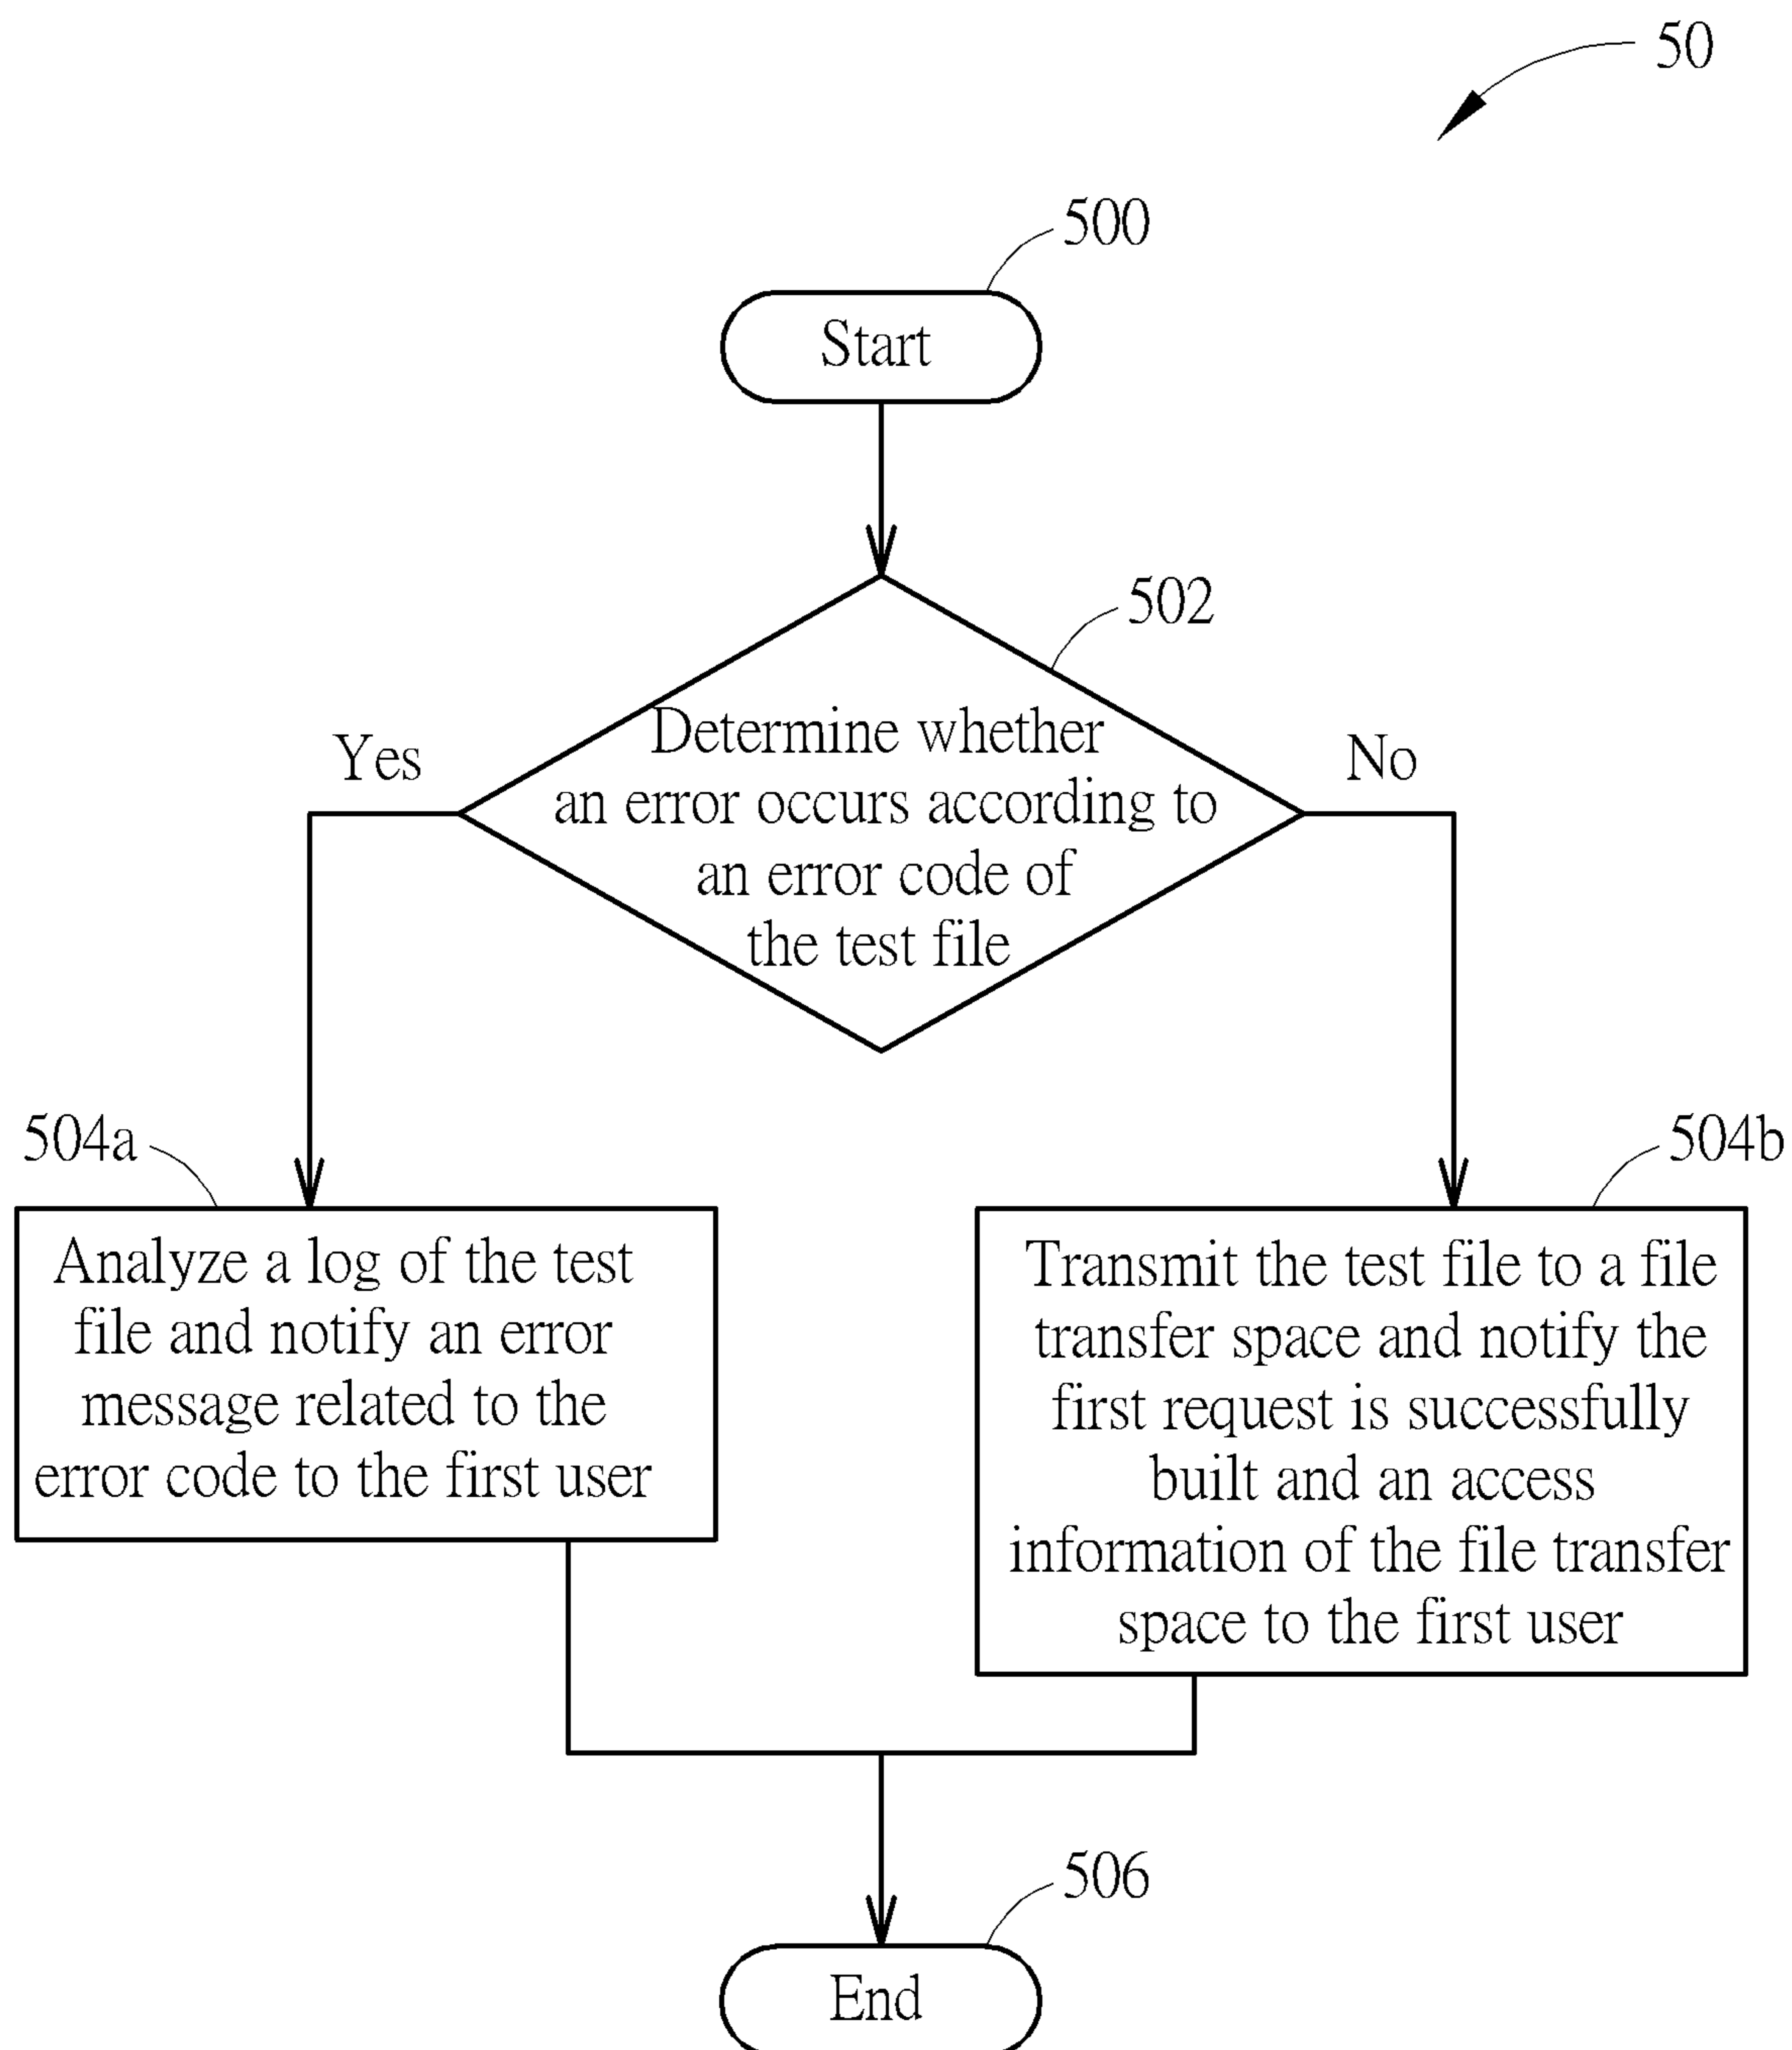 50
500
Start
502
Determine whether
an error occurs according to
an error code of
the test file
Yes
No
504a
Analyze a log of the test
file and notify an error
message related to the
error code to the first user
504b
Transmit the test file to a file
transfer space and notify the
first request is successfully
built and an access
information of the file transfer
space to the first user
506
End